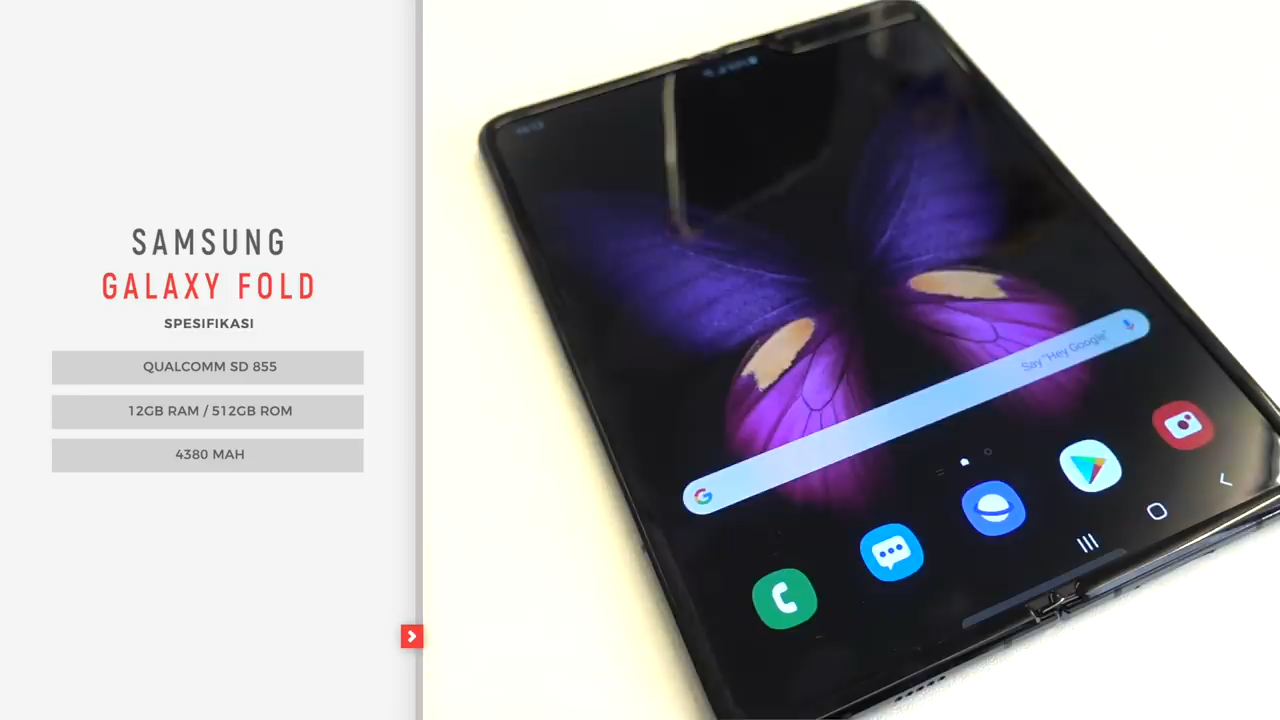 SAMSUNG
GALAXY FOLD
SPESIFIKASI
QUALCOMM SD 855
12GB RAM / 512GB ROM
4380 MAH
Say "Hey Google"
G